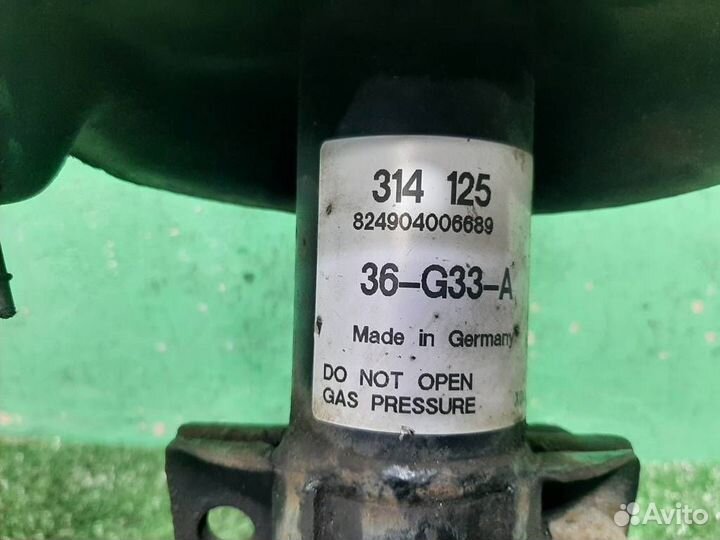 314 125
824904006689
36-G33-A
Made in Germany
DO NOT OPEN
GAS PRESSURE
Avito